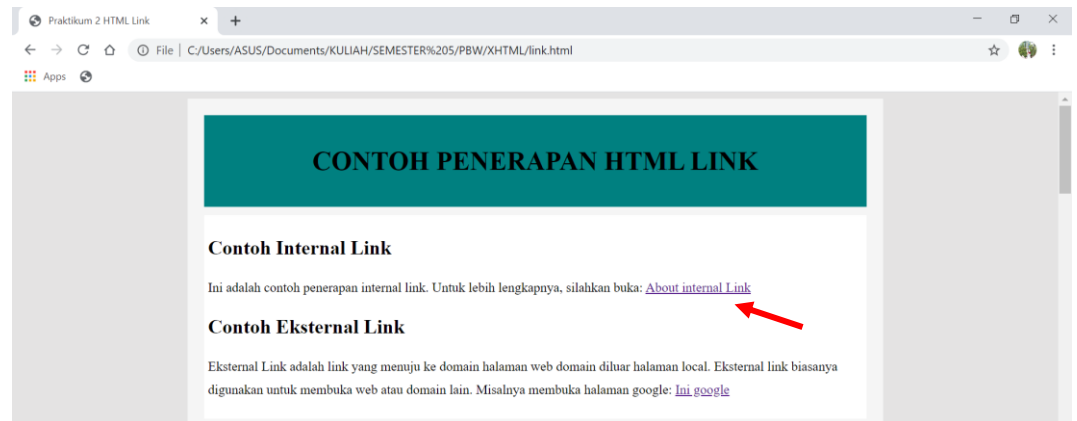 Praktikum 2 HTML Link
File | C:/Users/ASUS/Documents/KULIAH/SEMESTER%205/PBW/XHTML/link.html
Apps
CONTOH PENERAPAN HTML LINK
Contoh Internal Link
Ini adalah contoh penerapan internal link. Untuk lebih lengkapnya, silahkan buka: About internal Link
Contoh Eksternal Link
Eksternal Link adalah link yang menuju ke domain halaman web domain diluar halaman local. Eksternal link biasanya
digunakan untuk membuka web atau domain lain. Misalnya membuka halaman google: Ini google